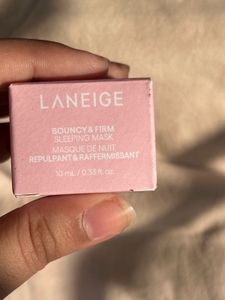 LANEIGE
BOUNCY & FIRM
SLEEPING MASK
MASQUE DE NUIT
REPULPANT & RAFFERMISSANT
10 mL / 0.33 fl. oz.